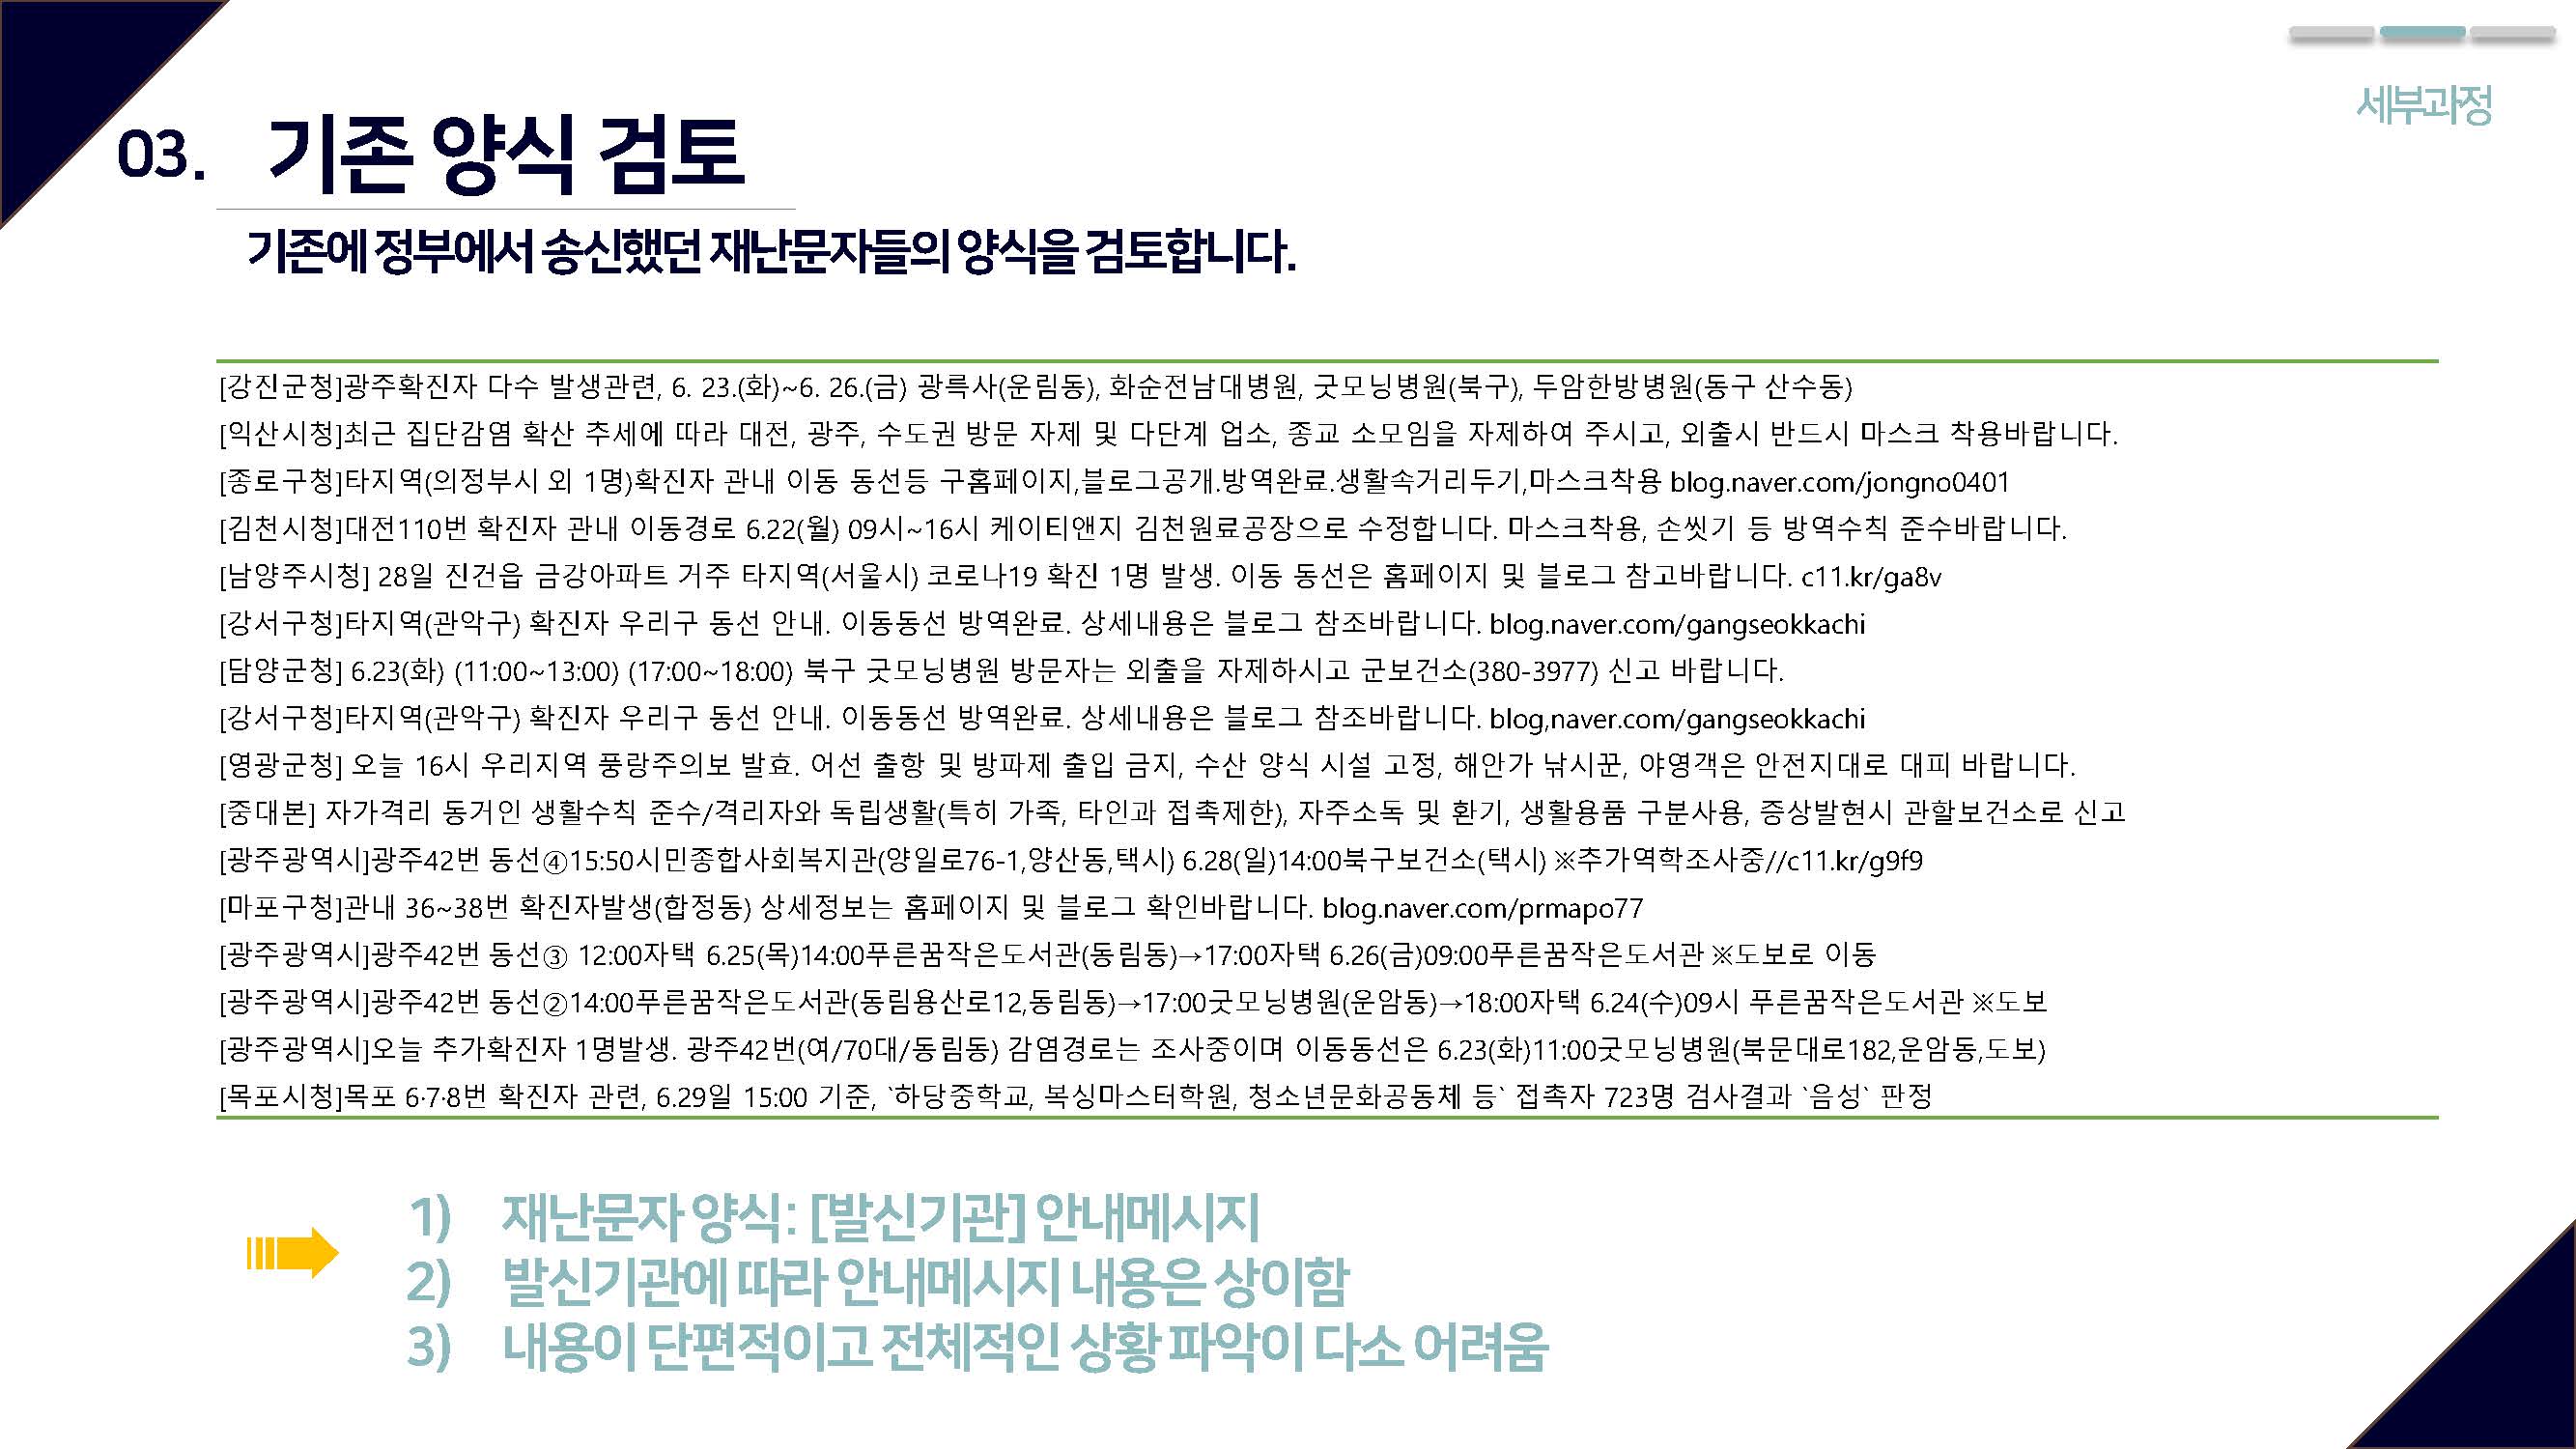 세부과정
03. 기존 양식 검토
기존에 정부에서 송신했던 재난문자들의 양식을 검토합니다.
[강진군청]광주확진자 다수 발생관련, 6. 23.(화)~6. 26.(금) 광륵사(운림동), 화순전남대병원, 굿모닝병원(북구), 두암한방병원(동구 산수동)
[익산시청]최근 집단감염 확산 추세에 따라 대전, 광주, 수도권 방문 자제 및 다단계 업소, 종교 소모임을 자제하여 주시고, 외출시 반드시 마스크 착용바랍니다.
[종로구청]타지역(의정부시 외 1명)확진자 관내 이동 동선등 구홈페이지,블로그공개.방역완료.생활속거리두기,마스크착용 blog.naver.com/jongno0401
[김천시청]대전110번 확진자 관내 이동경로 6.22(월) 09시~16시 케이티앤지 김천원료공장으로 수정합니다. 마스크착용, 손씻기 등 방역수칙 준수바랍니다.
[남양주시청] 28일 진건읍 금강아파트 거주 타지역(서울시) 코로나19 확진 1명 발생. 이동 동선은 홈페이지 및 블로그 참고바랍니다. c11.kr/ga8v
[강서구청]타지역(관악구) 확진자 우리구 동선 안내. 이동동선 방역완료. 상세내용은 블로그 참조바랍니다. blog.naver.com/gangseokkachi
[담양군청] 6.23(화) (11:00~13:00) (17:00~18:00) 북구 굿모닝병원 방문자는 외출을 자제하시고 군보건소(380-3977) 신고 바랍니다.
[강서구청]타지역(관악구) 확진자 우리구 동선 안내. 이동동선 방역완료. 상세내용은 블로그 참조바랍니다. blog,naver.com/gangseokkachi
[영광군청] 오늘 16시 우리지역 풍랑주의보 발효. 어선 출항 및 방파제 출입 금지, 수산 양식 시설 고정, 해안가 낚시꾼, 야영객은 안전지대로 대피 바랍니다.
[중대본] 자가격리 동거인 생활수칙 준수/격리자와 독립생활(특히 가족, 타인과 접촉제한), 자주소독 및 환기, 생활용품 구분사용, 증상발현시 관할보건소로 신고
[광주광역시]광주42번 동선④15:50시민종합사회복지관(양일로76-1,양산동,택시) 6.28(일)14:00북구보건소(택시) ※추가역학조사중//c11.kr/g9f9
[마포구청]관내 36~38번 확진자발생(합정동) 상세정보는 홈페이지 및 블로그 확인바랍니다. blog.naver.com/prmapo77
[광주광역시]광주42번 동선③ 12:00자택 6.25(목)14:00푸른꿈작은도서관(동림동)→17:00자택 6.26(금)09:00푸른꿈작은도서관 ※도보로 이동
[광주광역시]광주42번 동선②14:00푸른꿈작은도서관(동림용산로12,동림동)→17:00굿모닝병원(운암동)→18:00자택 6.24(수)09시 푸른꿈작은도서관 ※도보
[광주광역시]오늘 추가확진자 1명발생. 광주42번(여/70대/동림동) 감염경로는 조사중이며 이동동선은 6.23(화)11:00굿모닝병원(북문대로182,운암동,도보)
[목포시청]목포 6·7·8번 확진자 관련, 6.29일 15:00 기준, `하당중학교, 복싱마스터학원, 청소년문화공동체 등` 접촉자 723명 검사결과 `음성` 판정
1) 재난문자 양식: [발신기관] 안내메시지
2) 발신기관에 따라 안내메시지 내용은 상이함
3) 내용이 단편적이고 전체적인 상황 파악이 다소 어려움